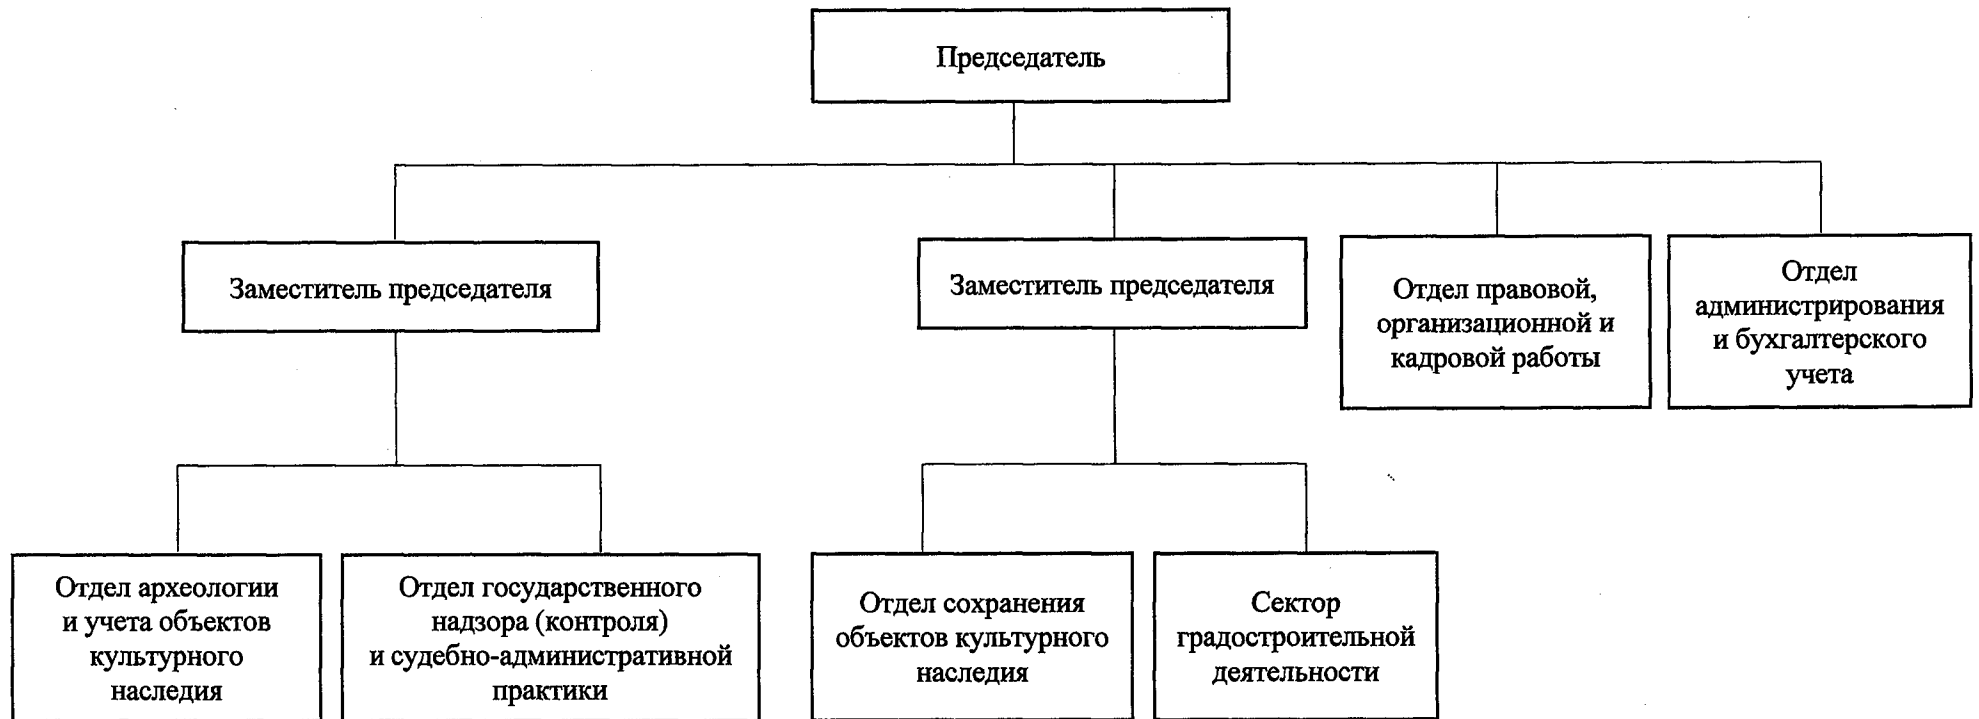 Председатель
Заместитель председателя
Заместитель председателя
Отдел правовой,
организационной и
кадровой работы
Отдел
администрирования
и бухгалтерского
учета
Отдел археологии
и учета объектов
культурного
наследия
Отдел государственного
надзора (контроля)
и судебно-административной
практики
Отдел сохранения
объектов культурного
наследия
Сектор
градостроительной
деятельности